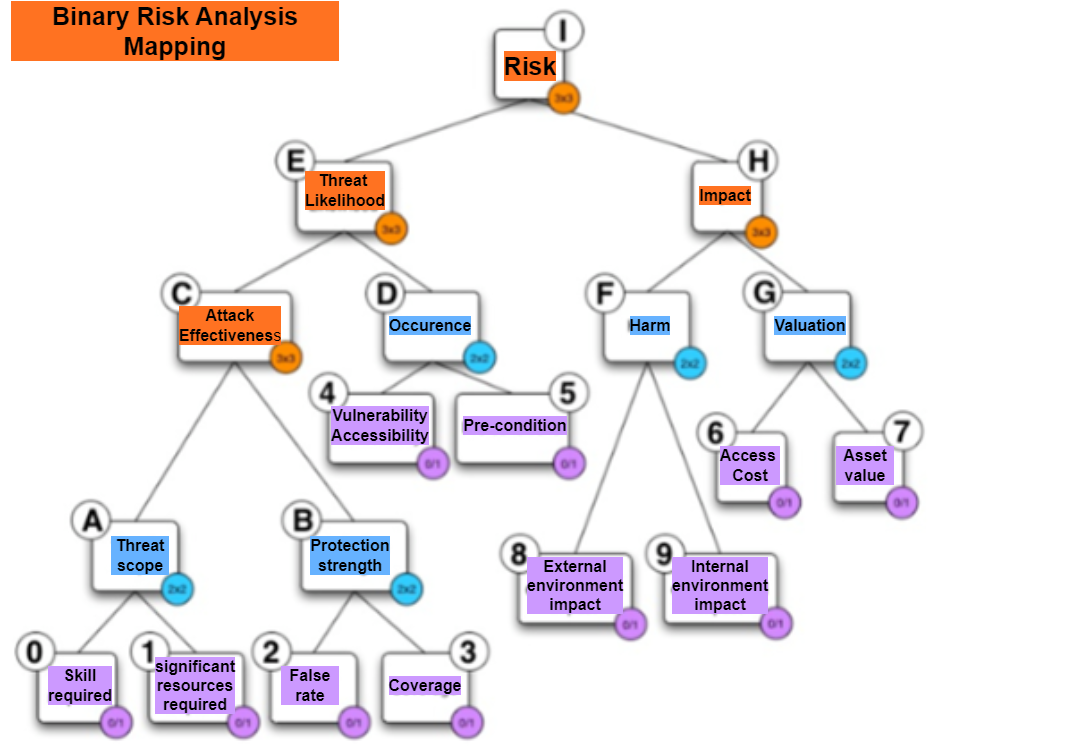 Binary Risk Analysis
Mapping
I
Risk
3x3
E
Threat
Likelihood
3x3
H
Impact
3x3
C
Attack
Effectiveness
3x3
D
Occurence
2x2
F
Harm
2x2
G
Valuation
2x2
4
Vulnerability
Accessibility
0/1
5
Pre-condition
0/1
6
Access
Cost
0/1
7
Asset
value
0/1
A
Threat
scope
2x2
B
Protection
strength
2x2
8
External
environment
impact
0/1
9
Internal
environment
impact
0/1
0
Skill
required
0/1
1
significant
resources
required
0/1
2
False
rate
0/1
3
Coverage
0/1